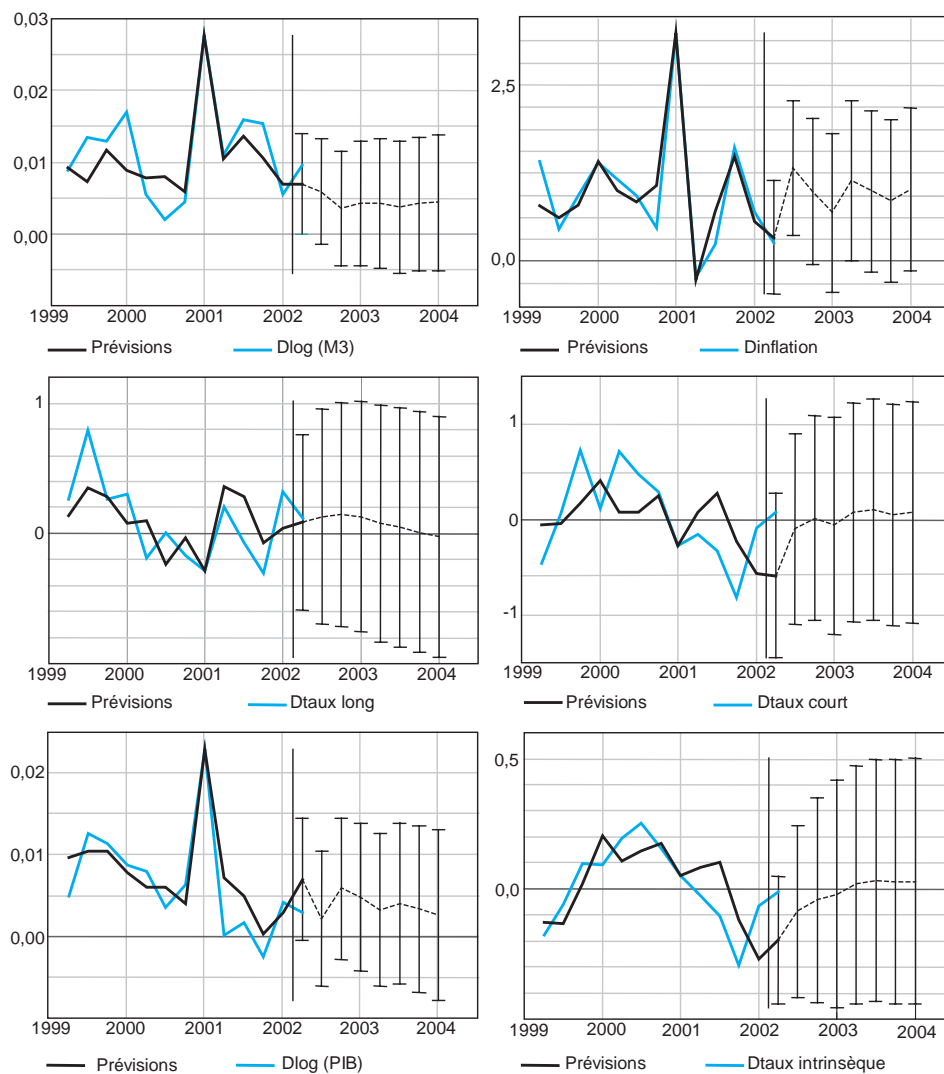 0,03
0,02
0,01
0,00
1999 2000 2001 2002 2003 2004
Prévisions Dlog (M3)
2,5
0,0
1999 2000 2001 2002 2003 2004
Prévisions Dinflation
1
0
1999 2000 2001 2002 2003 2004
Prévisions Dtaux long
1
0
-1
1999 2000 2001 2002 2003 2004
Prévisions Dtaux court
0,02
0,01
0,00
1999 2000 2001 2002 2003 2004
Prévisions Dlog (PIB)
0,5
0,0
1999 2000 2001 2002 2003 2004
Prévisions Dtaux intrinsèque